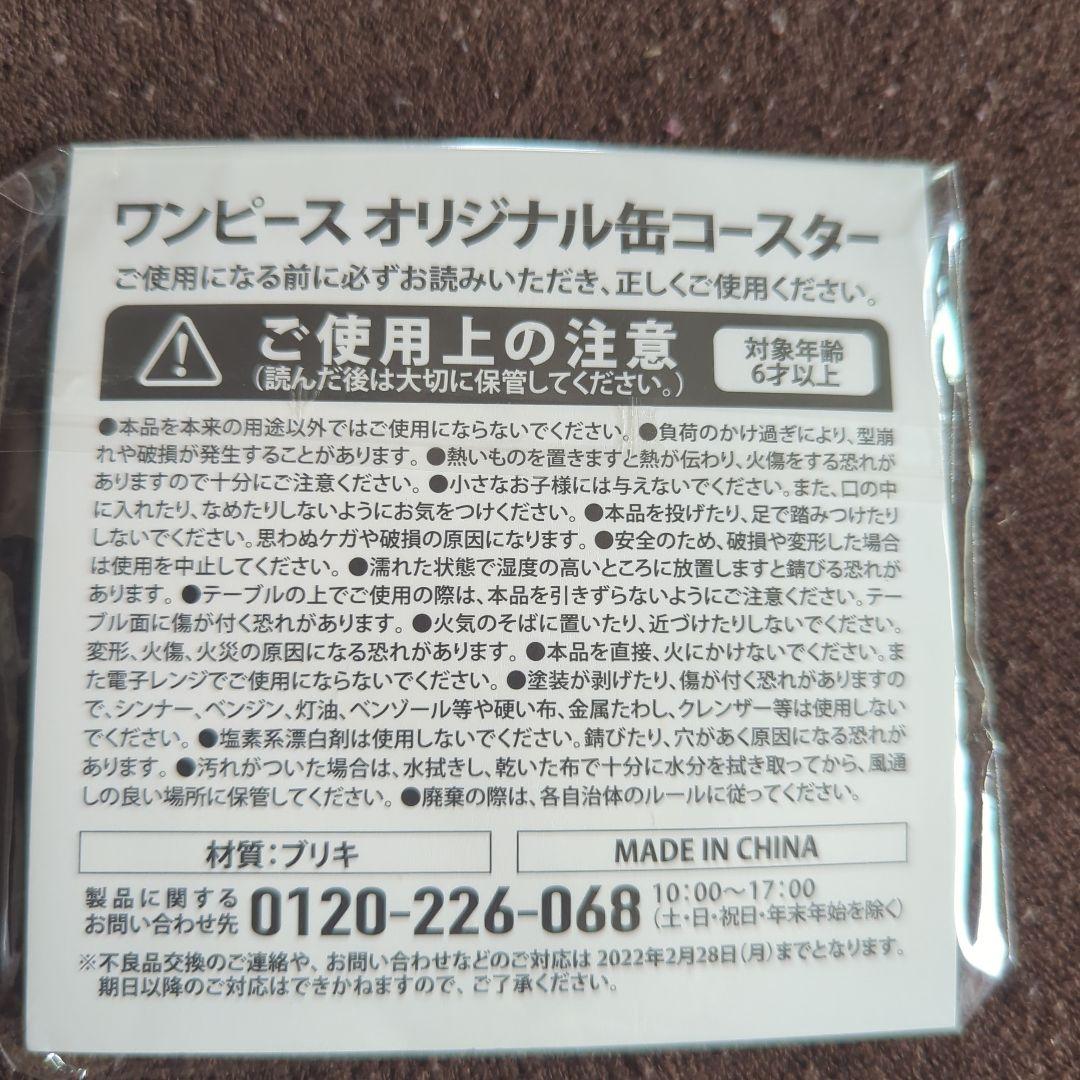 ワンピース オリジナル缶コースター
ご使用になる前に必ずお読みいただき、正しくご使用ください。
ご使用上の注意
(読んだ後は大切に保管してください。)
対象年齢
6才以上
●本品を本来の用途以外ではご使用にならないでください。●負荷のかけ過ぎにより、型崩
れや破損が発生することがあります。●熱いものを置きますと熱が伝わり、火傷をする恐れが
ありますので十分にご注意ください。●小さなお子様には与えないでください。また、口の中
に入れたり、なめたりしないようにお気をつけください。●本品を投げたり、足で踏みつけたり
しないでください。思わぬケガや破損の原因になります。●安全のため、破損や変形した場合
は使用を中止してください。●濡れた状態で湿度の高いところに放置しますと錆びる恐れが
あります。●テーブルの上でご使用の際は、本品を引きずらないようにご注意ください。テー
ブル面に傷が付く恐れがあります。●火気のそばに置いたり、近づけたりしないでください。
変形、火傷、火災の原因になる恐れがあります。●本品を直接、火にかけないでください。ま
た電子レンジでご使用にならないでください。●塗装が剥げたり、傷が付く恐れがありますの
で、シンナー、ベンジン、灯油、ベンゾール等や硬い布、金属たわし、クレンザー等は使用しない
でください。●塩素系漂白剤は使用しないでください。錆びたり、穴があく原因になる恐れが
あります。●汚れがついた場合は、水拭きし、乾いた布で十分に水分を拭き取ってから、風通
しの良い場所に保管してください。●廃棄の際は、各自治体のルールに従ってください。
材質:ブリキ
MADE IN CHINA
製品に関する
お問い合わせ先
0120-226-068
10:00〜17:00
(土・日・祝日・年末年始を除く)
※不良品交換のご連絡や、お問い合わせなどのご対応は 2022年2月28日(月)までとなります。
期日以降のご対応はできかねますので、ご了承ください。